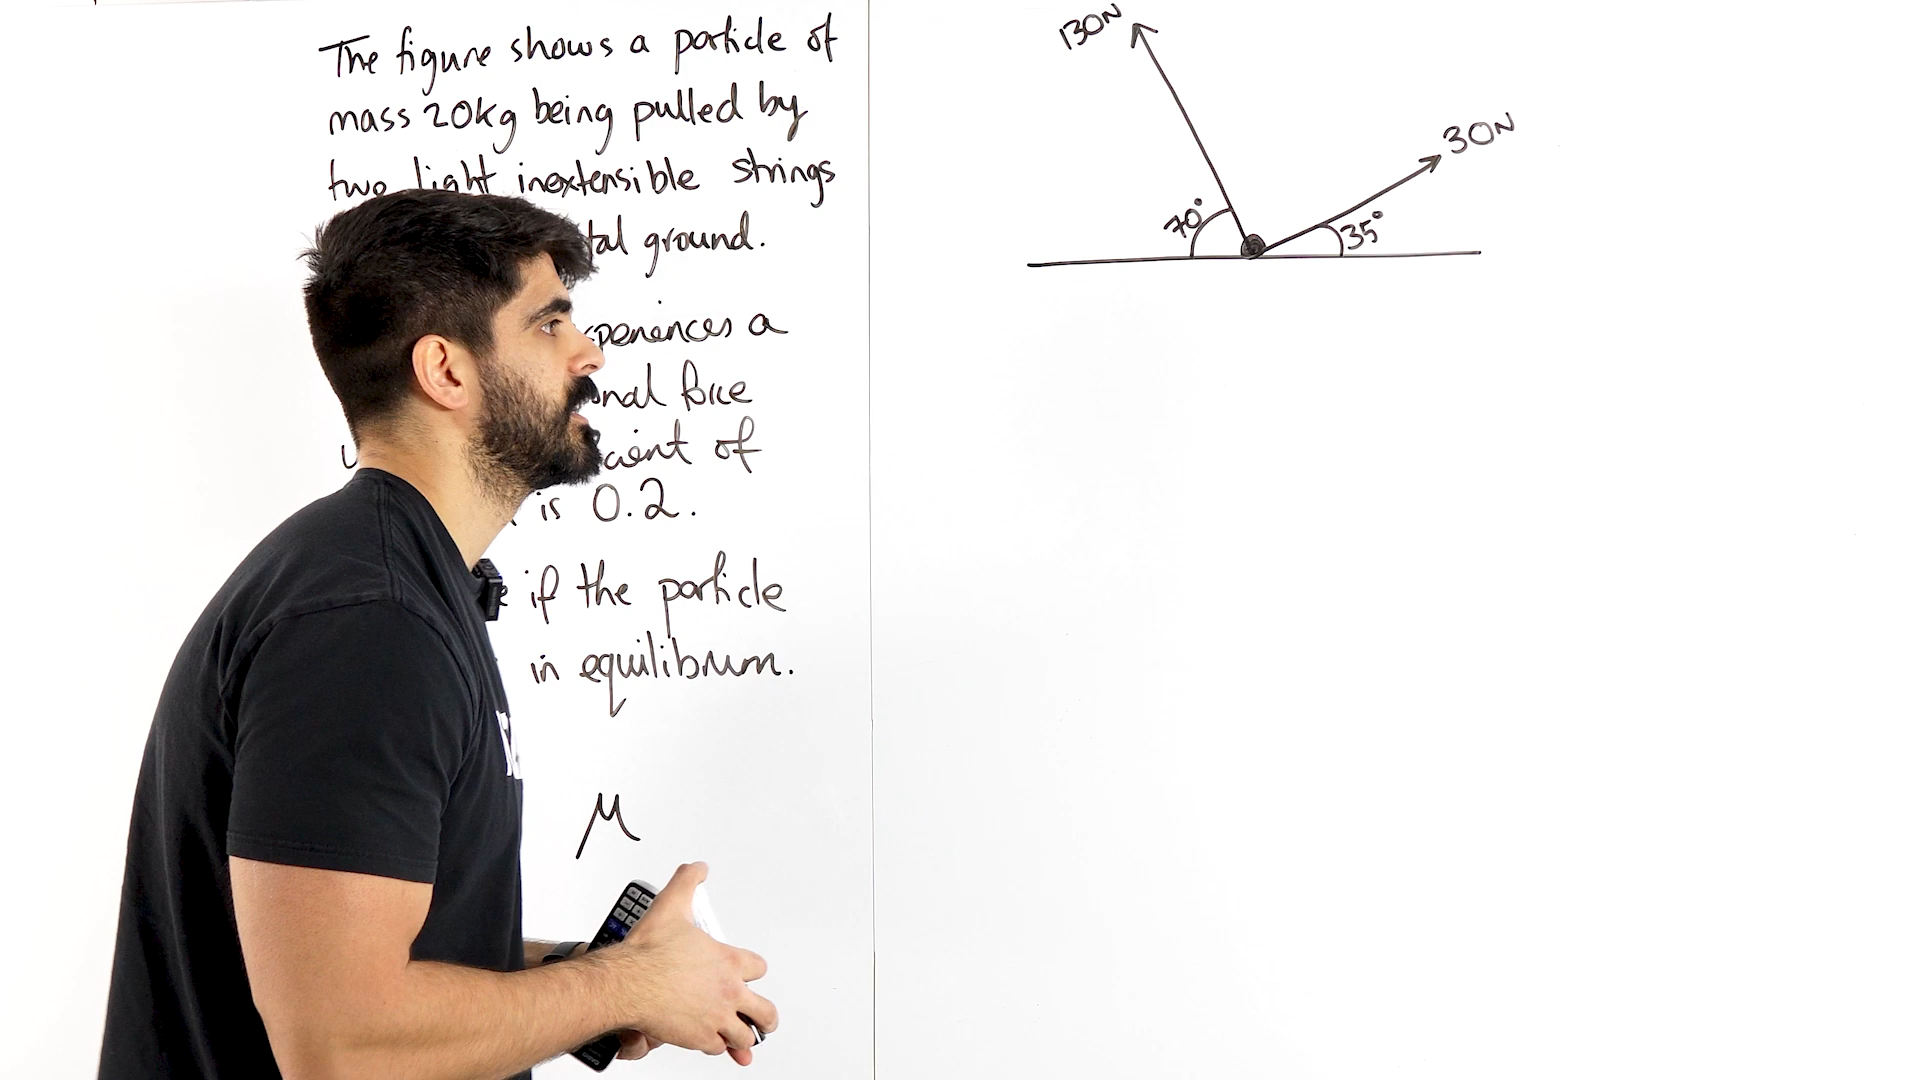 The figure shows a particle of
mass 20kg being pulled by
two light inextensible strings
tal ground.
experiences a
onal force
cient of
is 0.2.
if the particle
in equilibrium.
μ
130N
30N
70°
35°